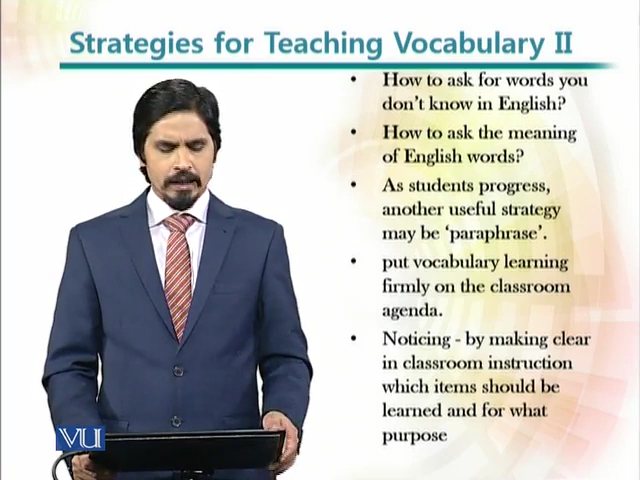 Strategies for Teaching Vocabulary II
• How to ask for words you
don't know in English?
• How to ask the meaning
of English words?
• As students progress,
another useful strategy
may be 'paraphrase'.
• put vocabulary learning
firmly on the classroom
agenda.
• Noticing - by making clear
in classroom instruction
which items should be
learned and for what
purpose
VU